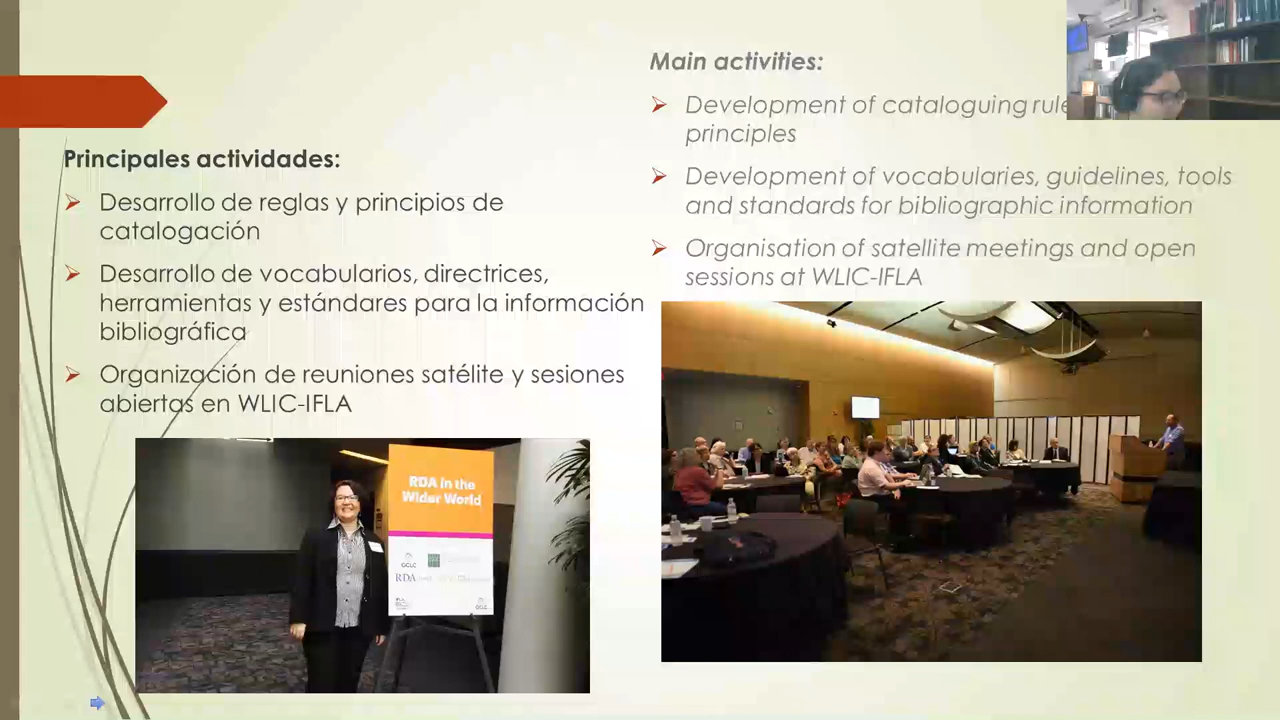 Principales actividades:
Desarrollo de reglas y principios de
catalogación
Desarrollo de vocabularios, directrices,
herramientas y estándares para la información
bibliográfica
Organización de reuniones satélite y sesiones
abiertas en WLIC-IFLA
Main activities:
Development of cataloguing
principles
Development of vocabularies, guidelines, tools
and standards for bibliographic information
Organisation of satellite meetings and open
sessions at WLIC-IFLA
RDA in the
Wider World
OCLC
RDA
OCLC